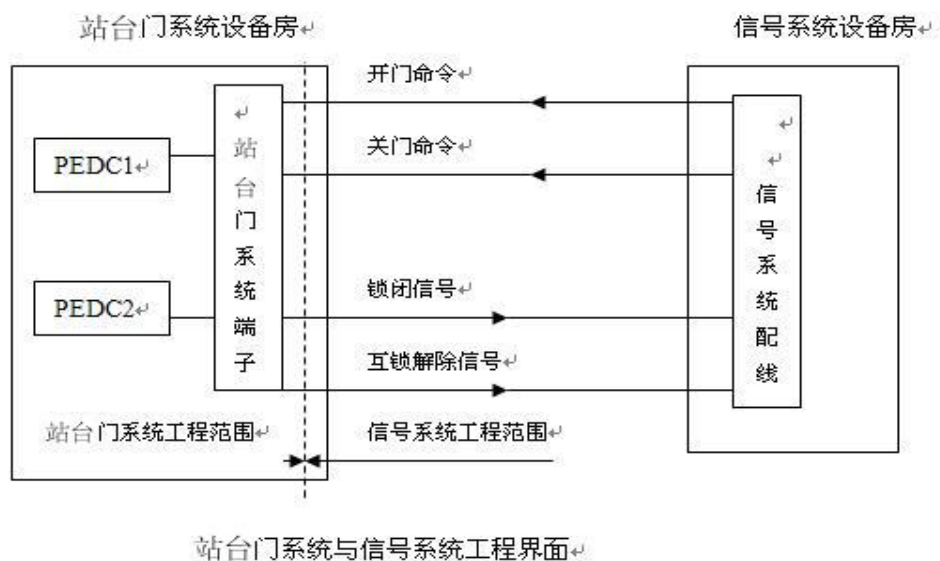 站台门系统设备房
信号系统设备房
开门命令
关门命令
PEDC1
PEDC2
站台门系统端子
信号系统配线
锁闭信号
互锁解除信号
站台门系统工程范围
信号系统工程范围
站台门系统与信号系统工程界面